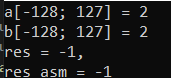 a[-128; 127] = 2
b[-128; 127] = 2
res = -1,
res asm = -1